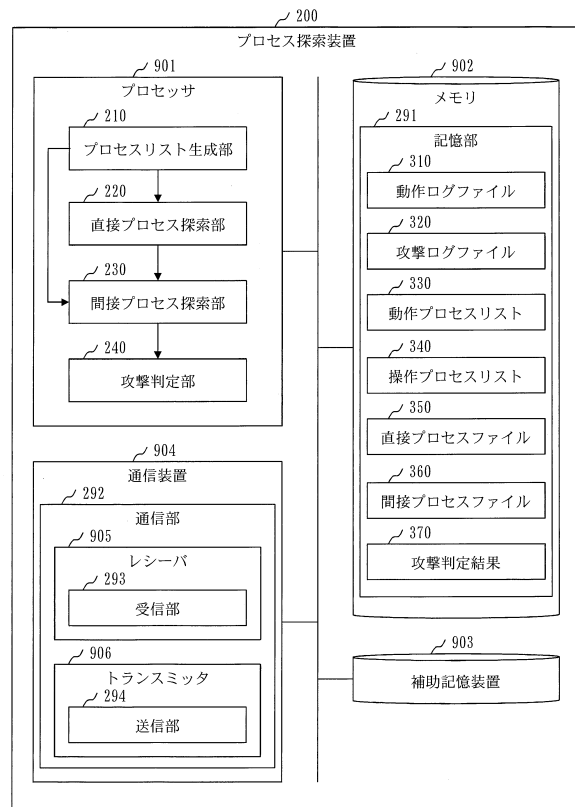 200
プロセス探索装置
901
プロセッサ
210
プロセスリスト生成部
220
直接プロセス探索部
230
間接プロセス探索部
240
攻撃判定部
904
通信装置
292
通信部
905
レシーバ
293
受信部
906
トランスミッタ
294
送信部
902
メモリ
291
記憶部
310
動作ログファイル
320
攻撃ログファイル
330
動作プロセスリスト
340
操作プロセスリスト
350
直接プロセスファイル
360
間接プロセスファイル
370
攻撃判定結果
903
補助記憶装置